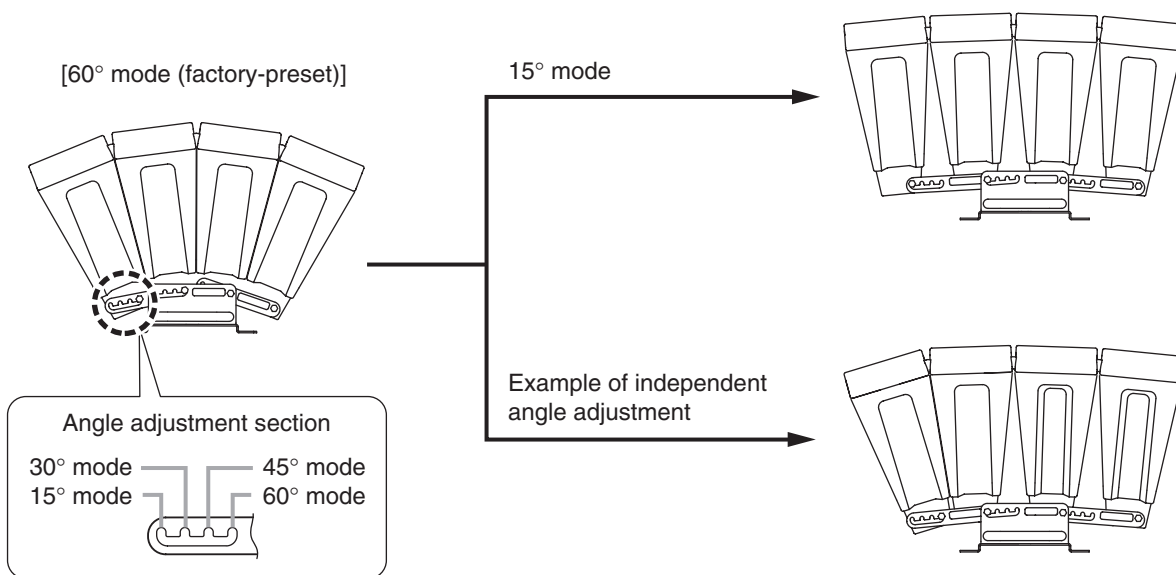 [60° mode (factory-preset)]
15° mode
Example of independent
angle adjustment
Angle adjustment section
30° mode
45° mode
15° mode
60° mode